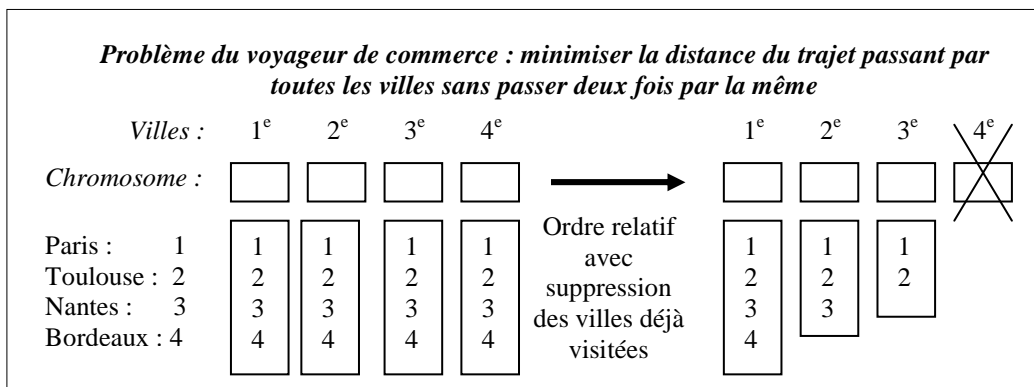 Problème du voyageur de commerce : minimiser la distance du trajet passant par
toutes les villes sans passer deux fois par la même
Villes : 1e 2e 3e 4e 1e 2e 3e 4e
Chromosome :
Ordre relatif
Paris : 1 1 1 1 1 avec 1 1 1
Toulouse : 2 2 2 2 2 suppression 2 2 2
Nantes : 3 3 3 3 3 des villes déjà 3 3
Bordeaux : 4 4 4 4 4 visitées 4